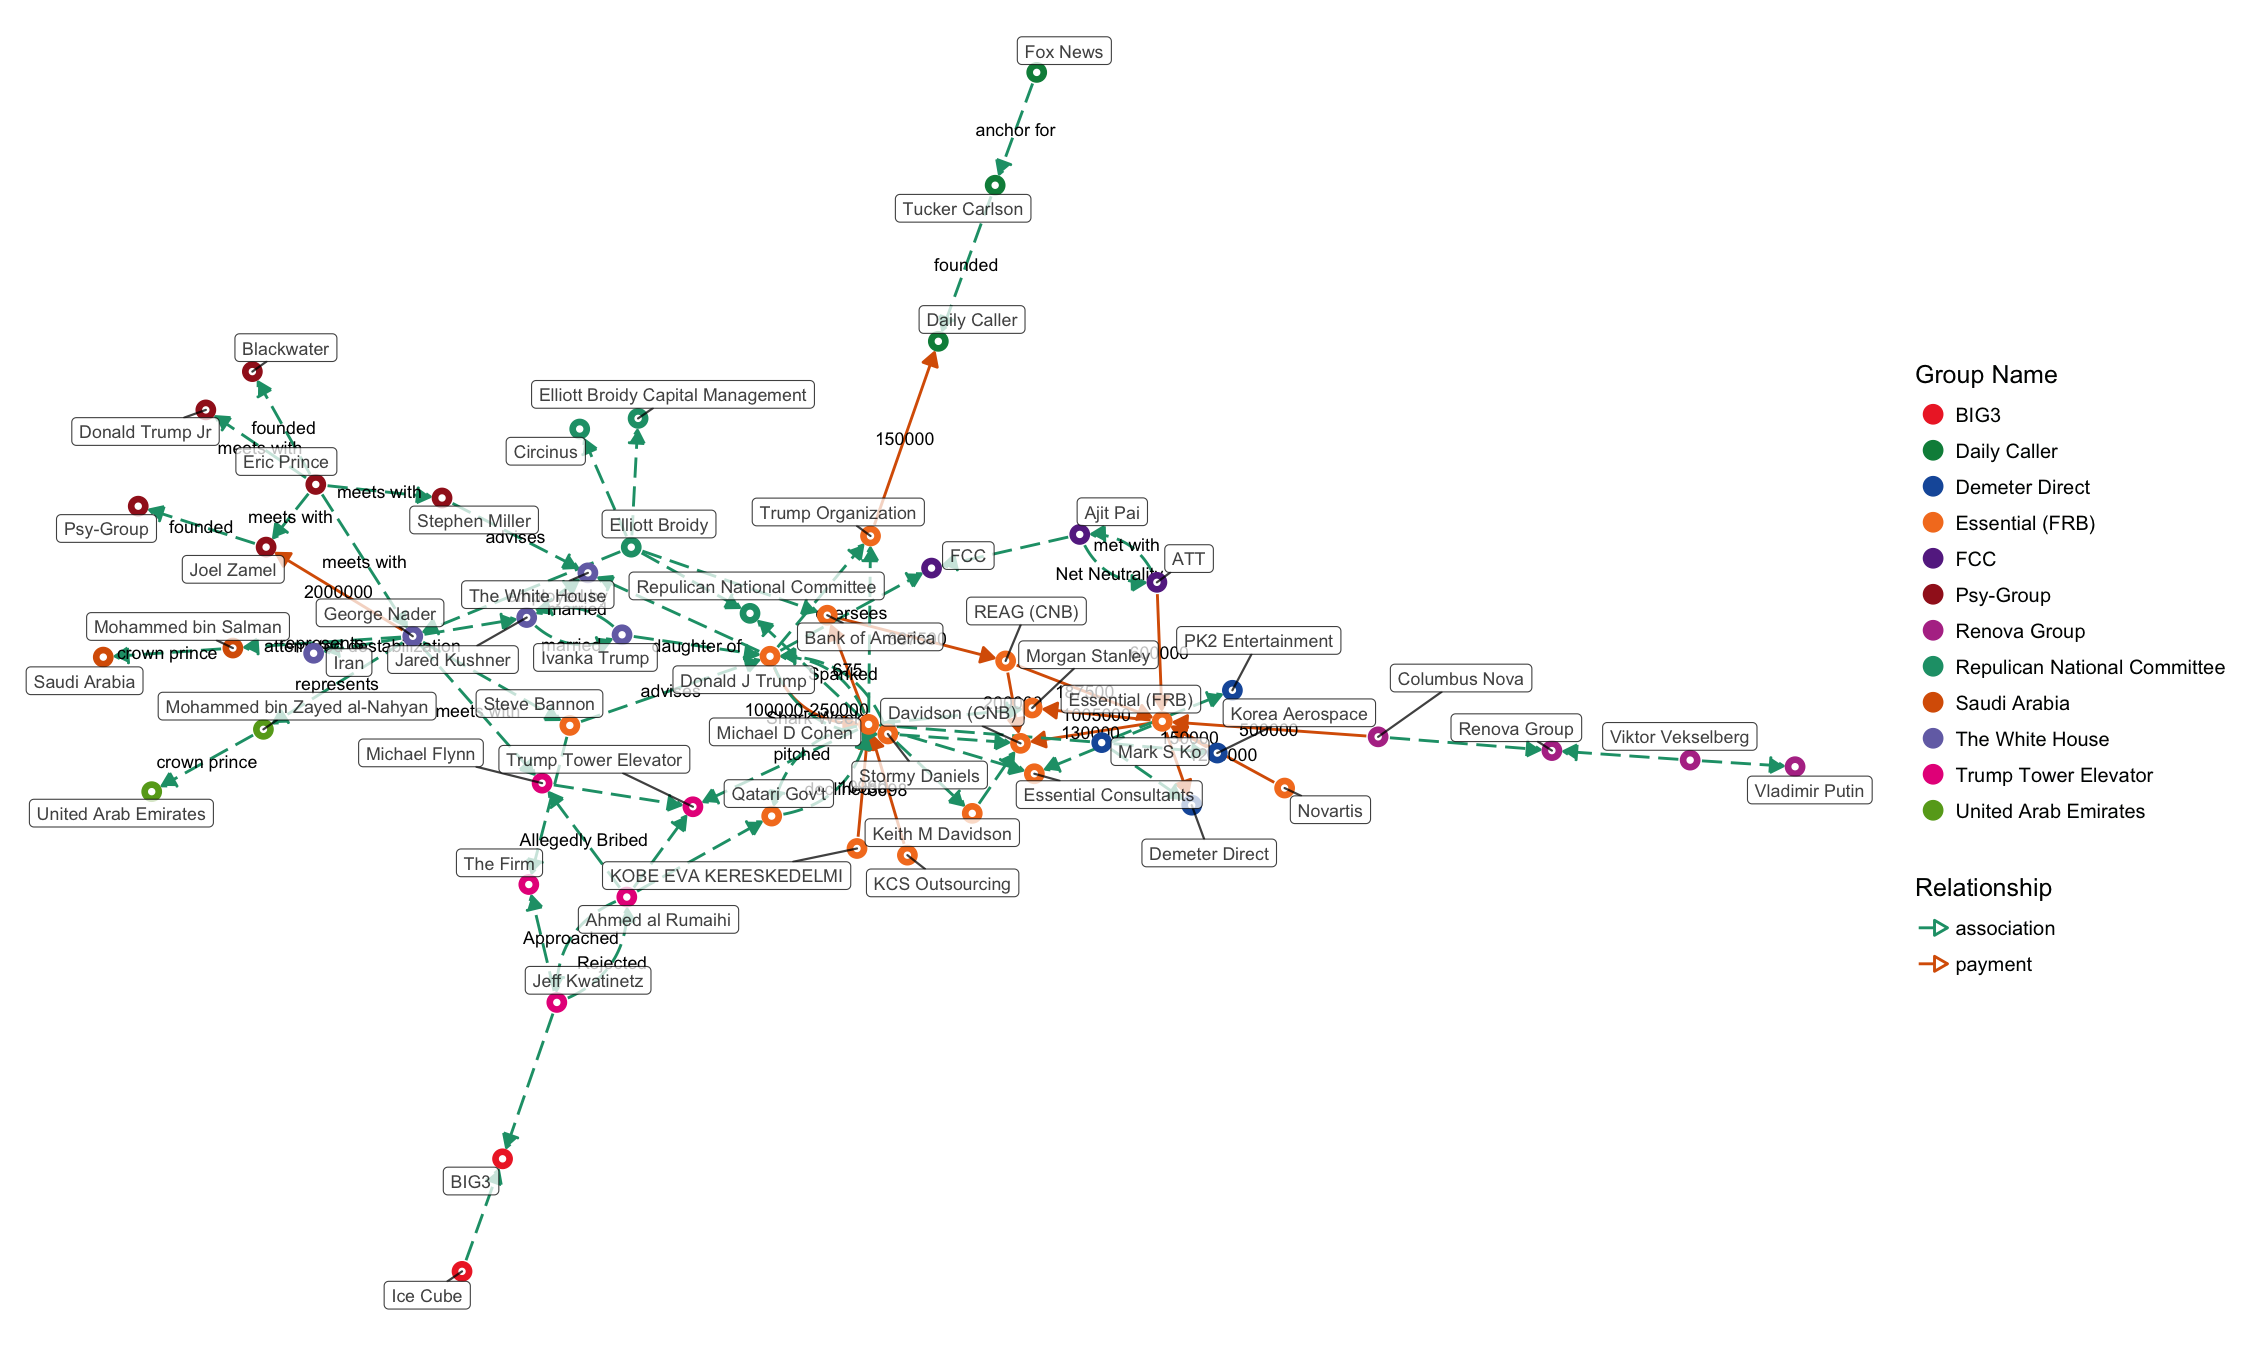 Fox News
anchor for
Tucker Carlson
founded
Daily Caller
Blackwater
Donald Trump Jr
founded
meets with
Eric Prince
Elliott Broidy Capital Management
Circinus
150000
meets with
Stephen Miller
Psy-Group
founded
meets with
advises
Elliott Broidy
Trump Organization
Ajit Pai
met with
ATT
FCC
Net Neutrality
Joel Zamel
meets with
2000000
The White House
Repulican National Committee
George Nader
married
REAG (CNB)
Mohammed bin Salman
represents
Bank of America
PK2 Entertainment
crown prince
Iran
Jared Kushner
married
Ivanka Trump
daughter of
Morgan Stanley
600000
Saudi Arabia
Donald J Trump
675
Columbus Nova
represents
advises
187500
Mohammed bin Zayed al-Nahyan
meets with
Steve Bannon
100000-250000
200000
Essential (FRB)
Davidson (CNB)
1005000
Korea Aerospace
Michael D Cohen
130000
150000
500000
Renova Group
Viktor Vekselberg
Michael Flynn
Trump Tower Elevator
pitched
Mark S Ko
crown prince
Stormy Daniels
Qatari Gov't
Essential Consultants
Vladimir Putin
United Arab Emirates
Novartis
Allegedly Bribed
Keith M Davidson
Demeter Direct
The Firm
KOBE EVA KERESKEDELMI
KCS Outsourcing
Ahmed al Rumaihi
Approached
Rejected
Jeff Kwatinetz
BIG3
Ice Cube
Group Name
BIG3
Daily Caller
Demeter Direct
Essential (FRB)
FCC
Psy-Group
Renova Group
Repulican National Committee
Saudi Arabia
The White House
Trump Tower Elevator
United Arab Emirates
Relationship
association
payment